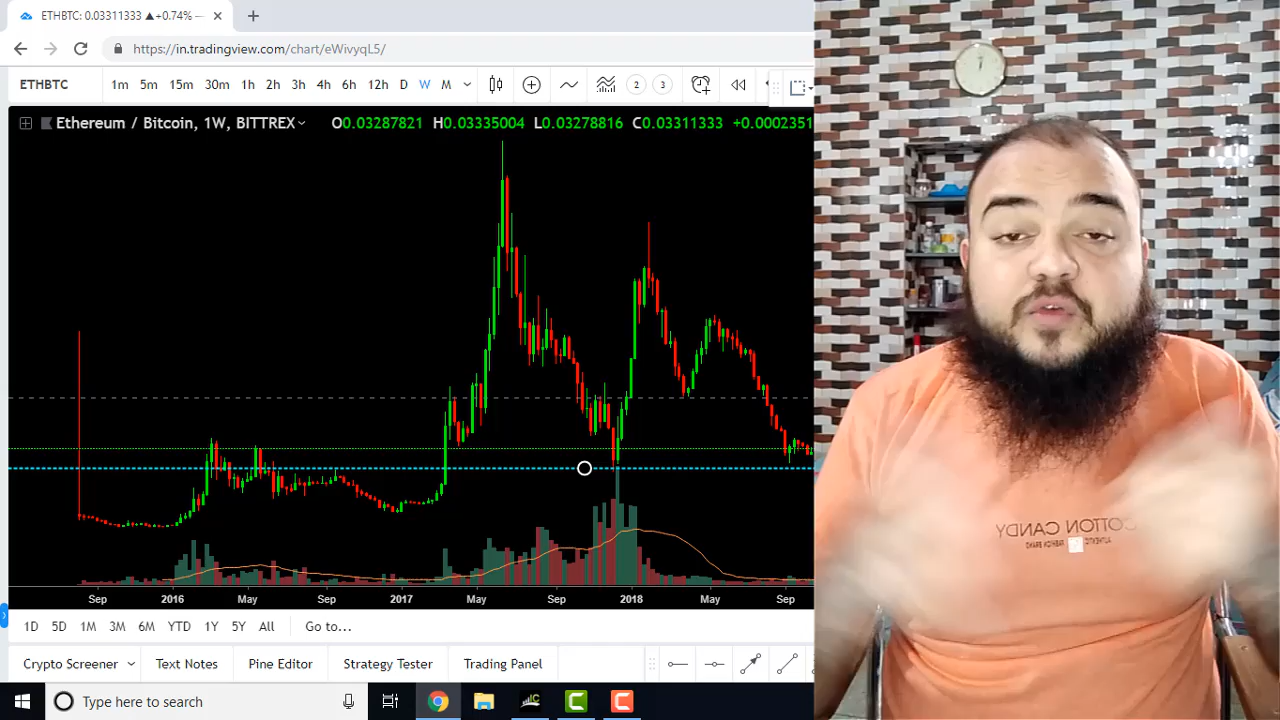 ETHBTC: 0.03311333 ▲+0.74% ~
https://in.tradingview.com/chart/eWivyqL5/
ETHBTC 1m 5m 15m 30m 1h 2h 3h 4h 6h 12h D W M 2 3
Ethereum / Bitcoin, 1W, BITTREX O0.03287821 H0.03335004 L0.03278816 C0.03311333 +0.0002351
COTTON CANDY
Sep 2016 May Sep 2017 May Sep 2018 May Sep
1D 5D 1M 3M 6M YTD 1Y 5Y All Go to...
Crypto Screener Text Notes Pine Editor Strategy Tester Trading Panel
Type here to search